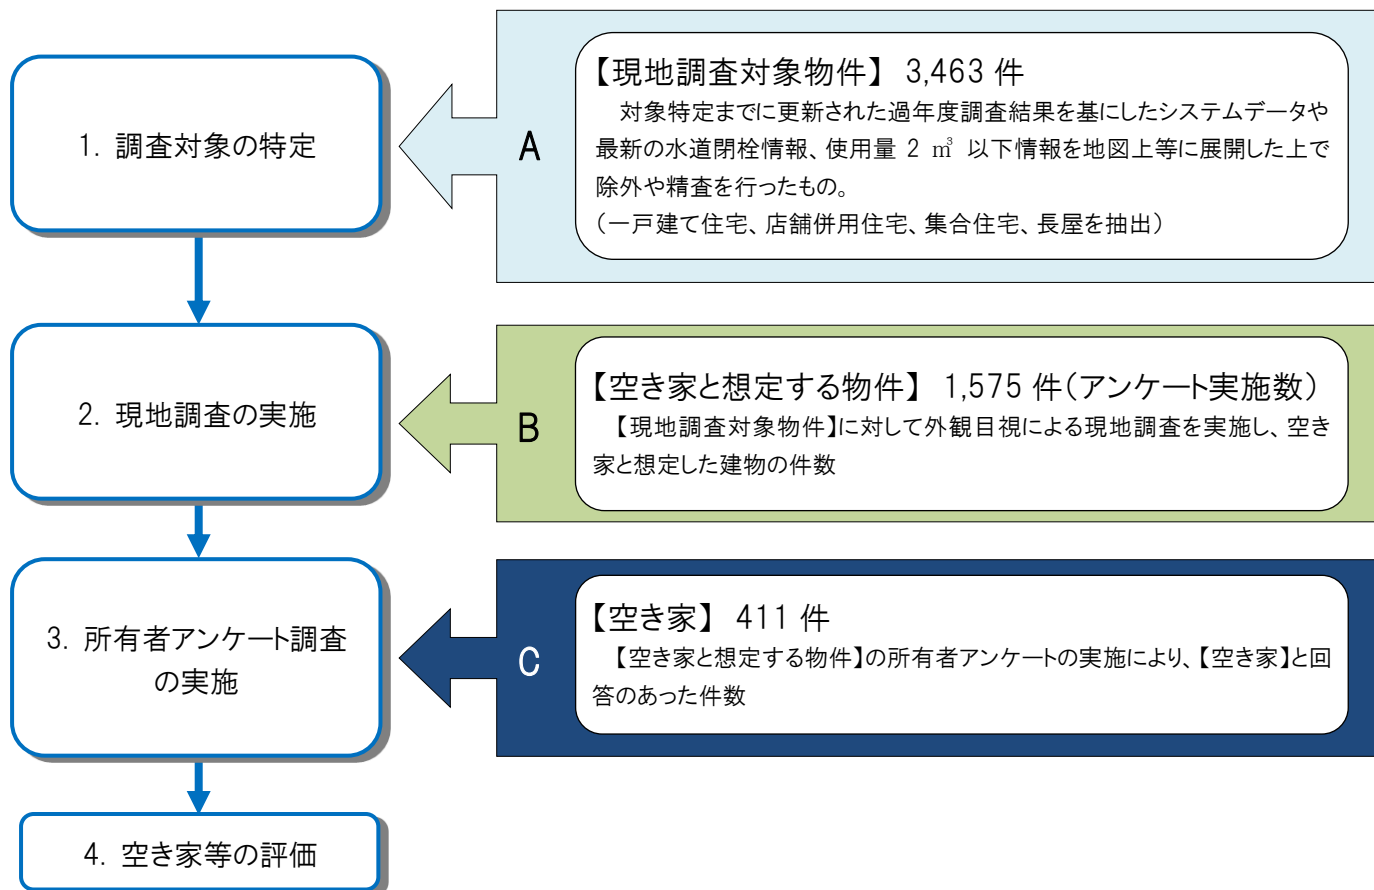 1. 調査対象の特定
A
【現地調査対象物件】 3,463 件
対象特定までに更新された過年度調査結果を基にしたシステムデータや
最新の水道閉栓情報、使用量 2 ㎥ 以下情報を地図上等に展開した上で
除外や精査を行ったもの。
(一戸建て住宅、店舗併用住宅、集合住宅、長屋を抽出)
2. 現地調査の実施
B
【空き家と想定する物件】 1,575 件(アンケート実施数)
【現地調査対象物件】に対して外観目視による現地調査を実施し、空き
家と想定した建物の件数
3. 所有者アンケート調査
の実施
C
【空き家】 411 件
【空き家と想定する物件】の所有者アンケートの実施により、【空き家】と回
答のあった件数
4. 空き家等の評価